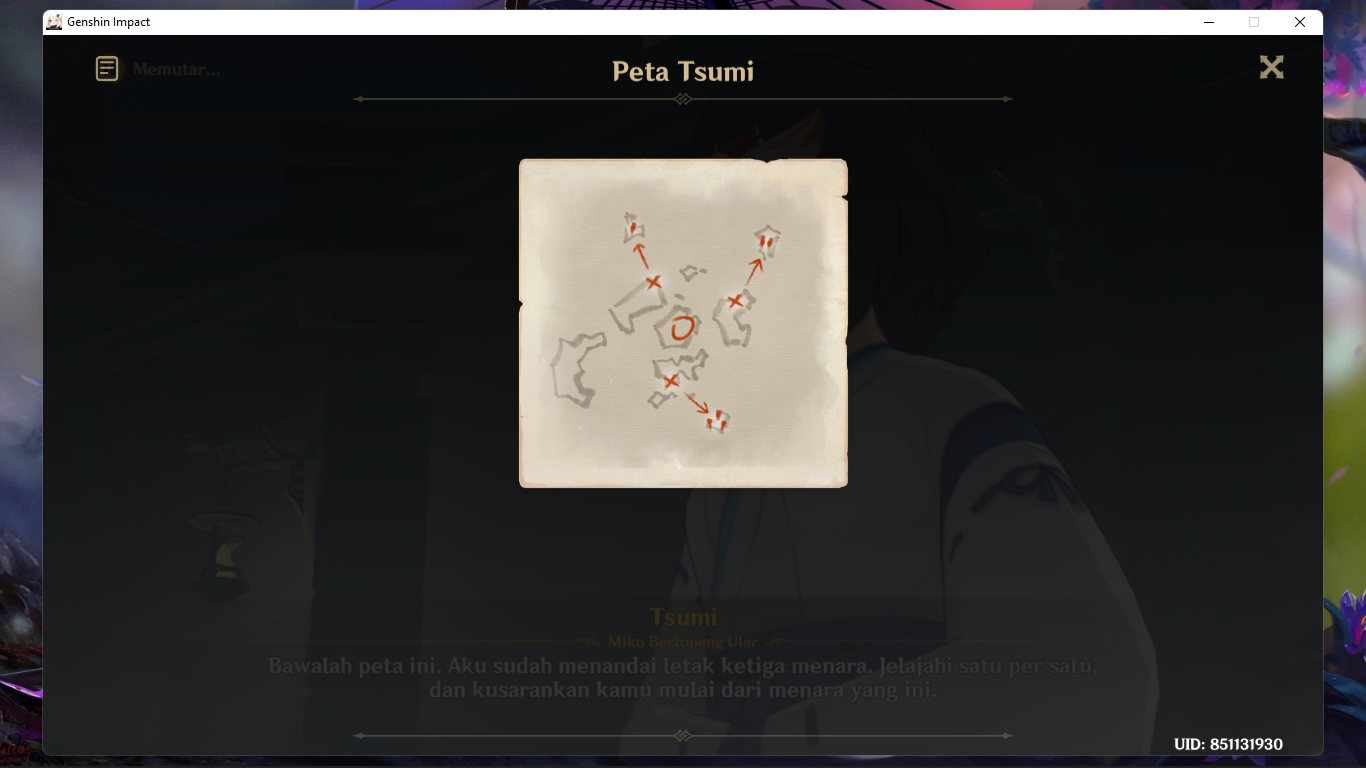 Genshin Impact
Memutar...
Peta Tsumi
Tsumi
Miko Bertopeng Ular
Bawalah peta ini. Aku sudah menandai letak ketiga menara. Jelajahi satu per satu,
dan kusarankan kamu mulai dari menara yang ini.
UID: 851131930